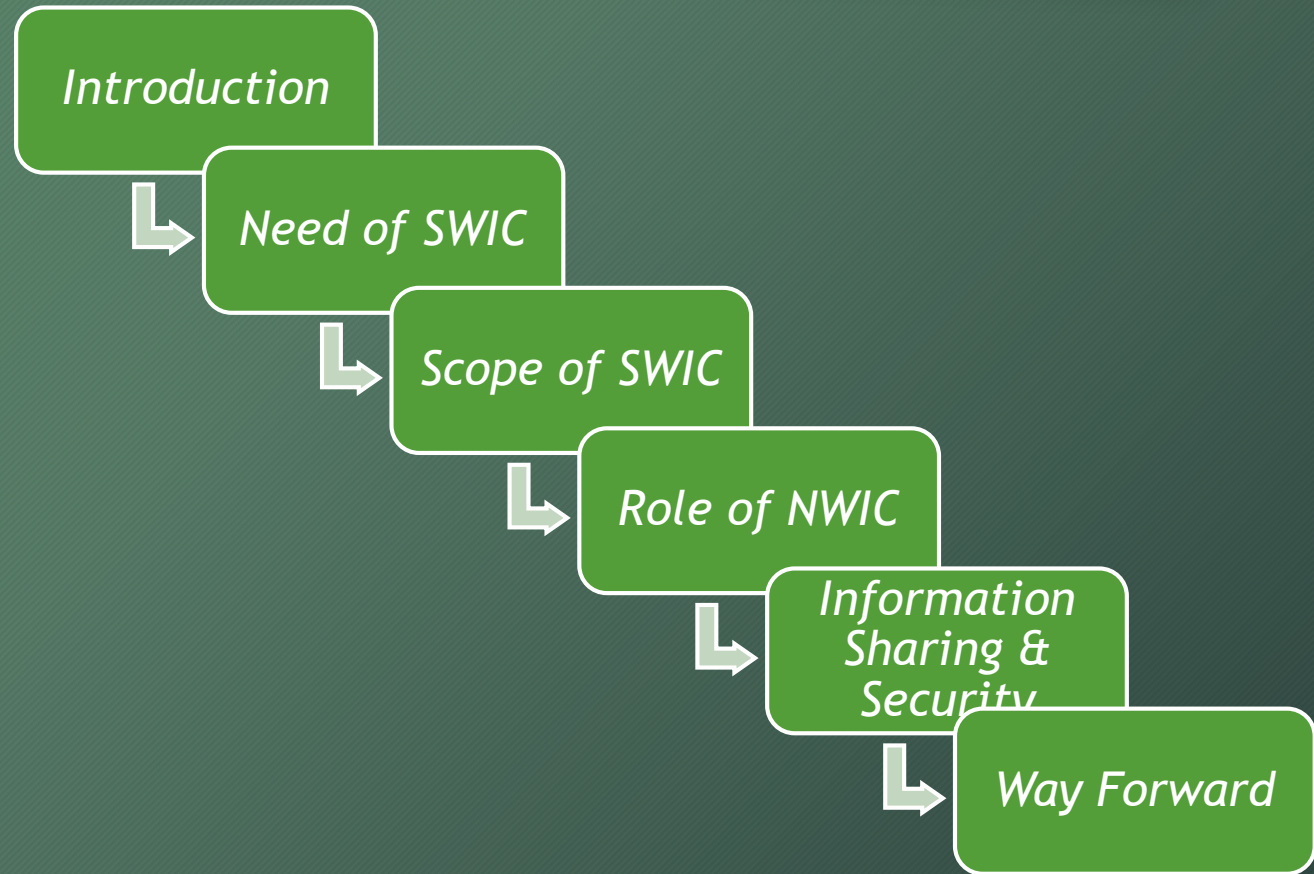 Introduction
Need of SWIC
Scope of SWIC
Role of NWIC
Information
Sharing &
Security
Way Forward